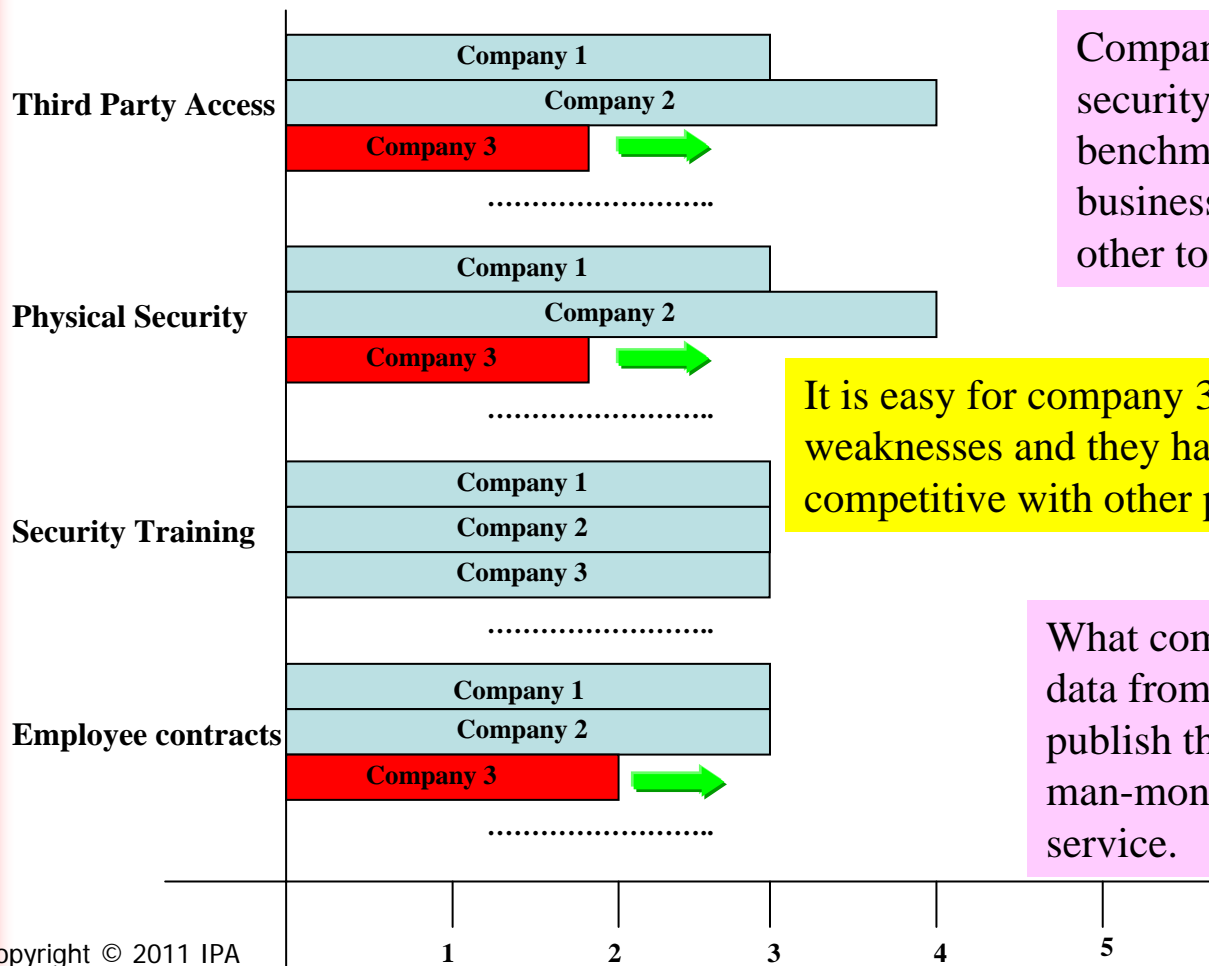 Company 1
Third Party Access
Company 2
Company 3
……………………..
Company 1
Physical Security
Company 2
Company 3
……………………..
Company 1
Security Training
Company 2
Company 3
……………………..
Company 1
Employee contracts
Company 2
Company 3
……………………..
1 2 3 4 5
security
benchm
business
other to
It is easy for company 3
weaknesses and they ha
competitive with other p
What com
data from
publish th
man-mon
service.
opyright © 2011 IPA